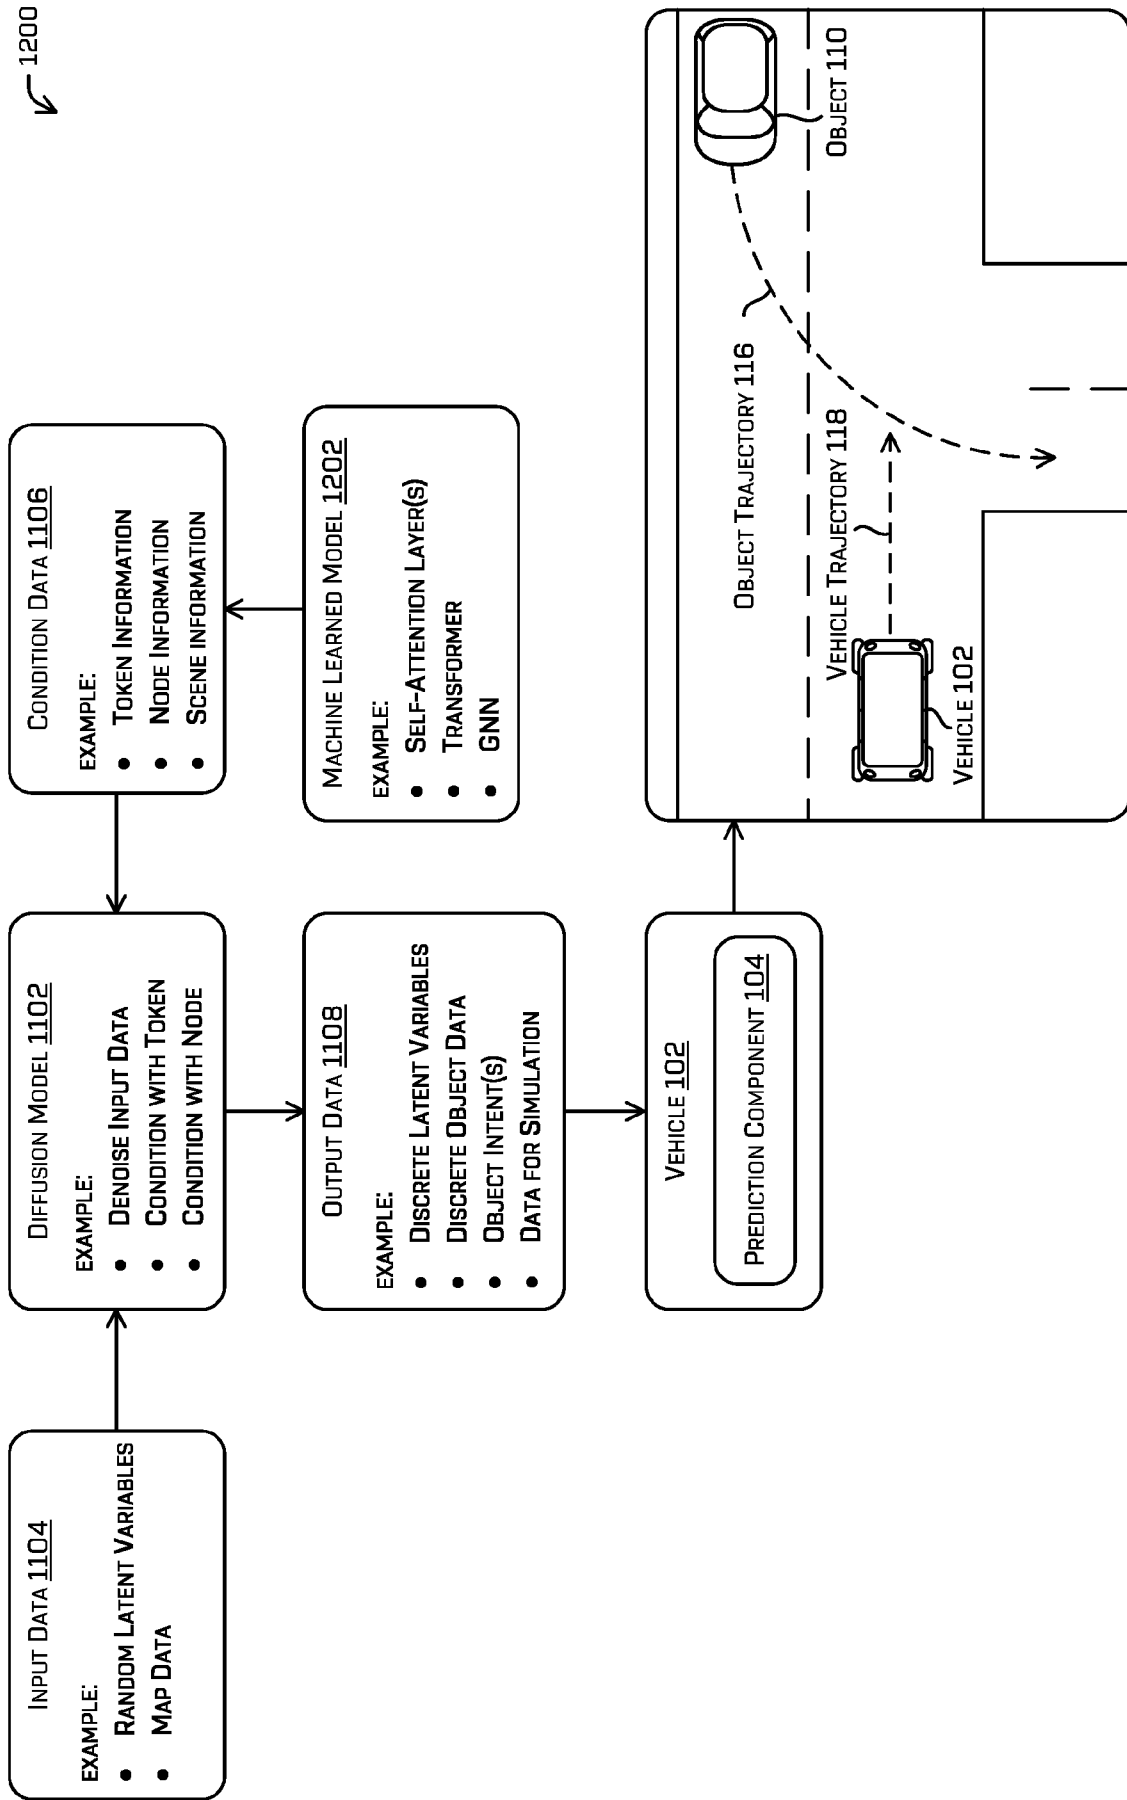 1200
INPUT DATA 1104
EXAMPLE:
• RANDOM LATENT VARIABLES
• MAP DATA
DIFFUSION MODEL 1102
EXAMPLE:
• DENOISE INPUT DATA
• CONDITION WITH TOKEN
• CONDITION WITH NODE
CONDITION DATA 1106
EXAMPLE:
• TOKEN INFORMATION
• NODE INFORMATION
• SCENE INFORMATION
OUTPUT DATA 1108
EXAMPLE:
• DISCRETE LATENT VARIABLES
• DISCRETE OBJECT DATA
• OBJECT INTENT(S)
• DATA FOR SIMULATION
MACHINE LEARNED MODEL 1202
EXAMPLE:
• SELF-ATTENTION LAYER(S)
• TRANSFORMER
• GNN
VEHICLE 102
PREDICTION COMPONENT 104
OBJECT TRAJECTORY 116
OBJECT 110
VEHICLE TRAJECTORY 118
VEHICLE 102